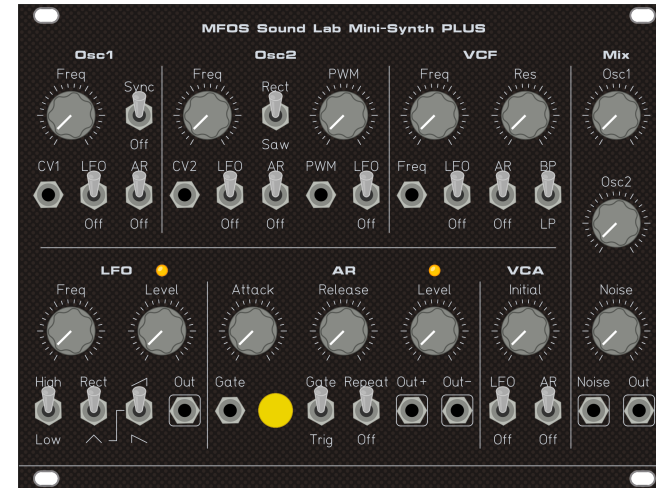 MFOS Sound Lab Mini-Synth PLUS
Osc1 Osc2 VCF Mix
Freq Freq PWM Freq Res Osc1
Sync Rect
Off Saw
CV1 LFO AR CV2 LFO AR PWM LFO Freq LFO AR BP
Osc2
Off Off Off Off Off Off Off LP
LFO AR VCA
Freq Level Attack Release Level Initial Noise
High Rect Out Gate Gate Repeat Out+ Out- LFO AR Noise Out
Low Trig Off Off Off